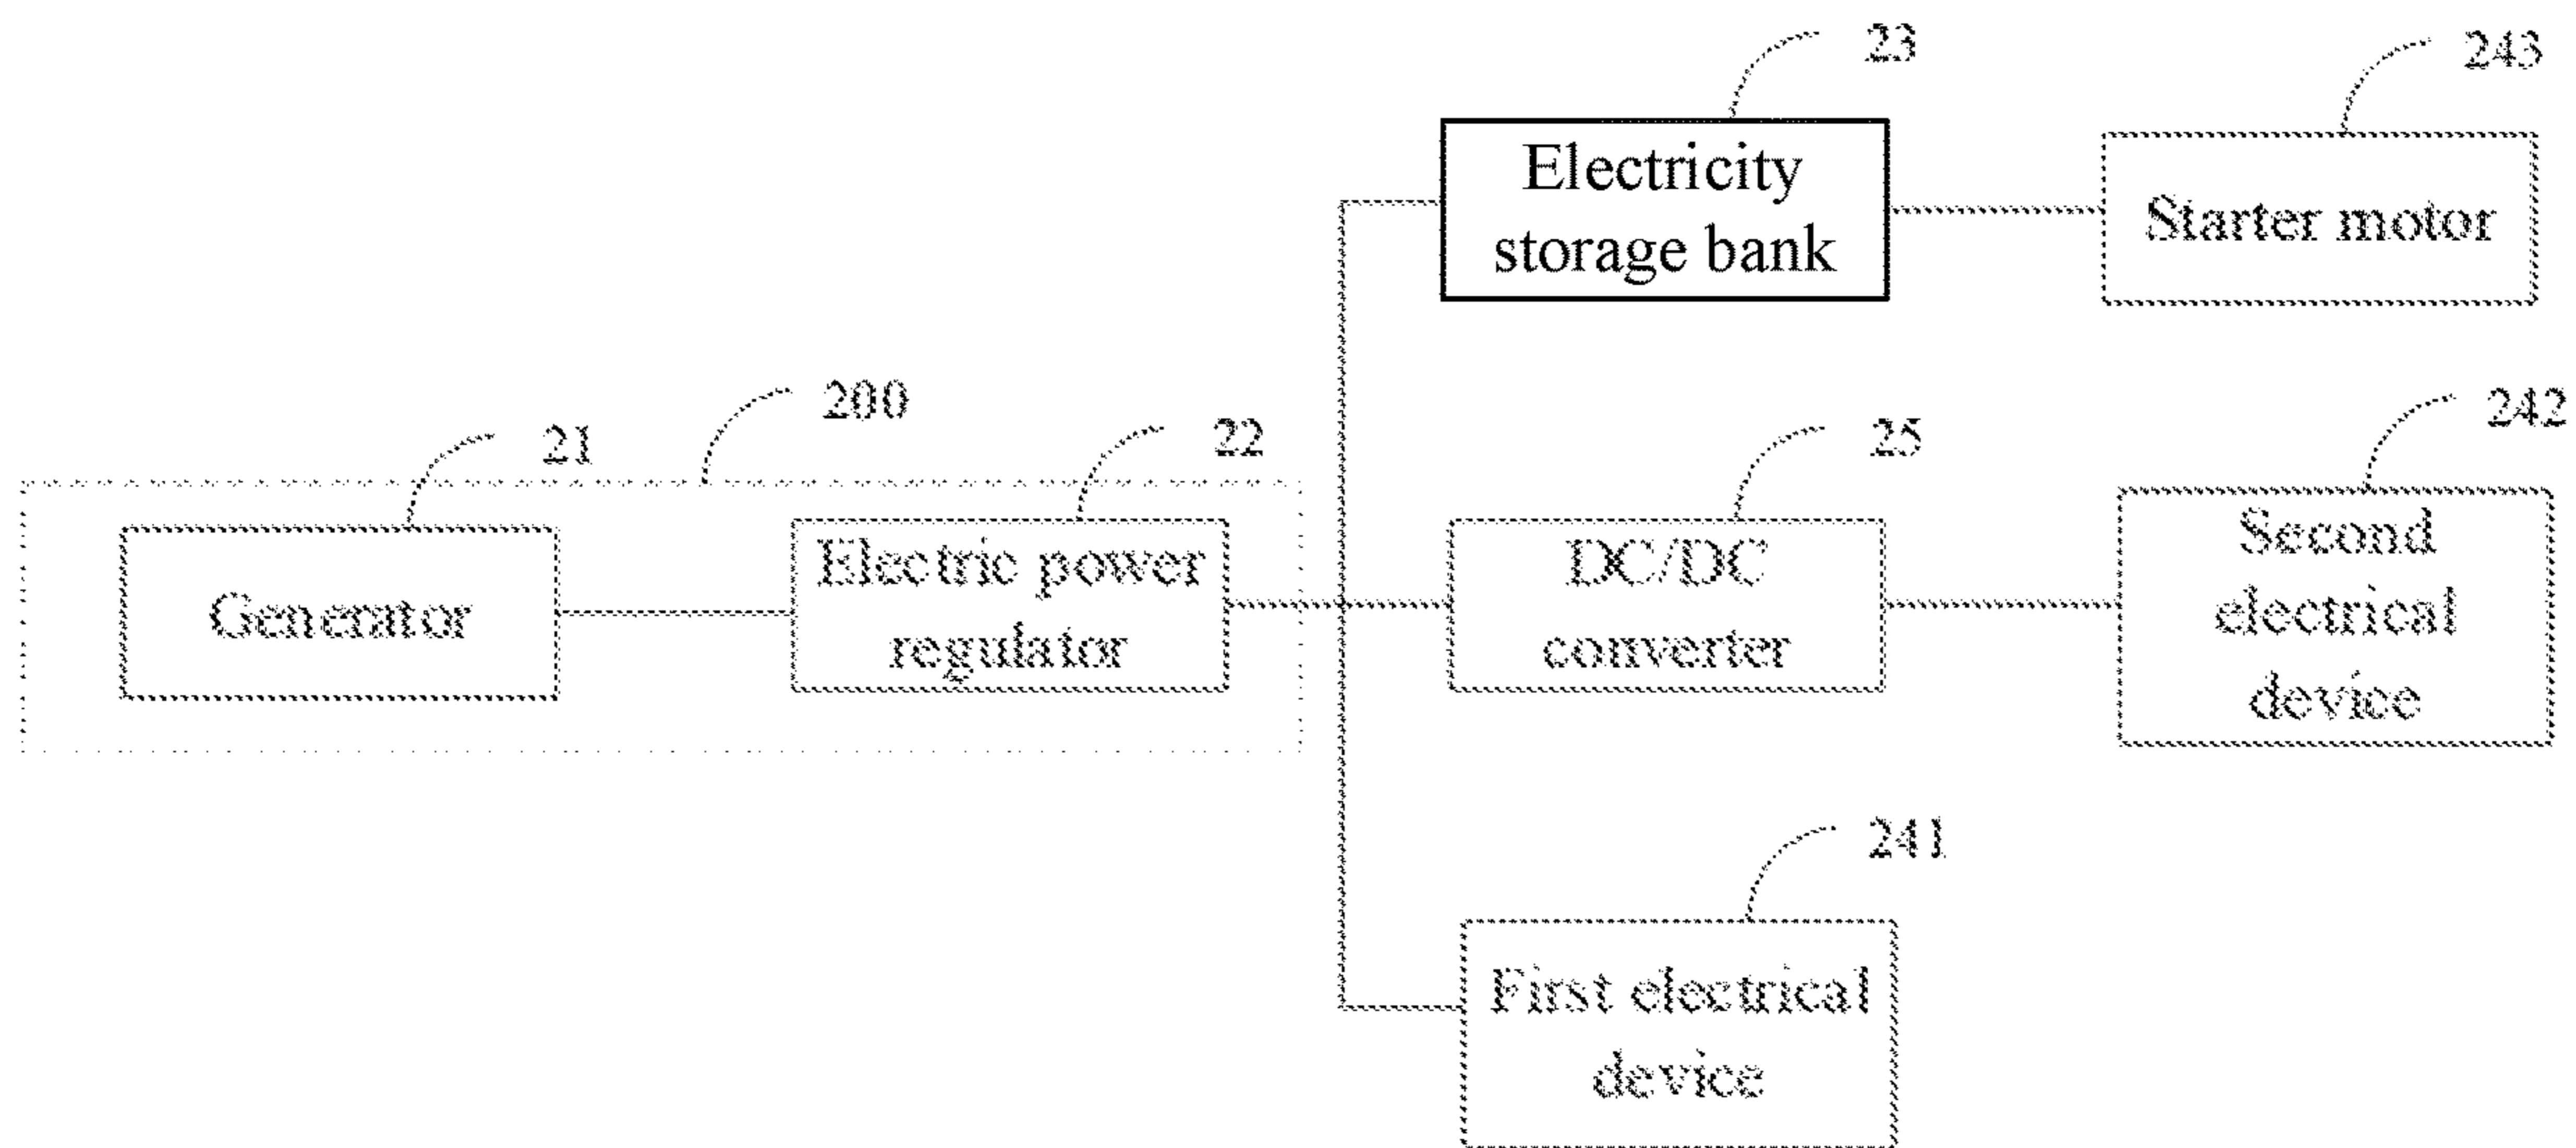 23
243
Electricity
storage bank
Starter motor
200
21
22
25
242
Generator
Electric power
regulator
DC/DC
converter
Second
electrical
device
241
First electrical
device